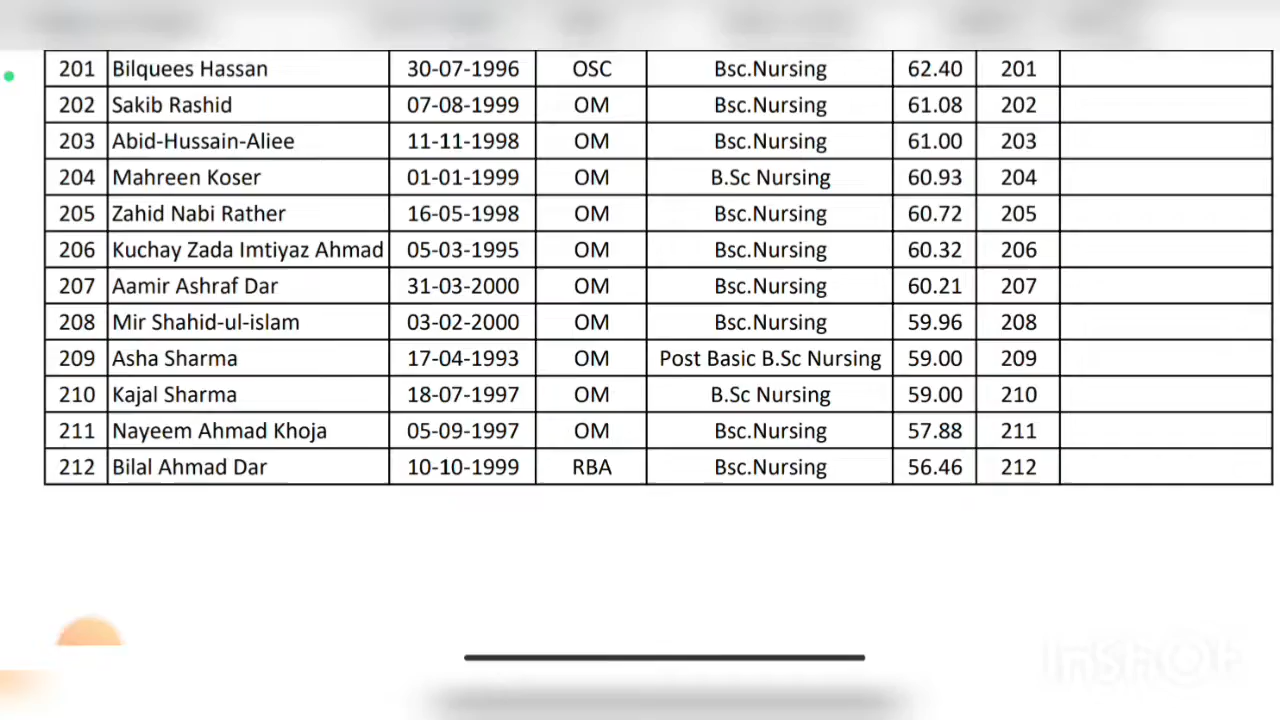 201 Bilquees Hassan 30-07-1996 OSC Bsc.Nursing 62.40 201
202 Sakib Rashid 07-08-1999 OM Bsc.Nursing 61.08 202
203 Abid-Hussain-Aliee 11-11-1998 OM Bsc.Nursing 61.00 203
204 Mahreen Koser 01-01-1999 OM B.Sc Nursing 60.93 204
205 Zahid Nabi Rather 16-05-1998 OM Bsc.Nursing 60.72 205
206 Kuchay Zada Imtiyaz Ahmad 05-03-1995 OM Bsc.Nursing 60.32 206
207 Aamir Ashraf Dar 31-03-2000 OM Bsc.Nursing 60.21 207
208 Mir Shahid-ul-islam 03-02-2000 OM Bsc.Nursing 59.96 208
209 Asha Sharma 17-04-1993 OM Post Basic B.Sc Nursing 59.00 209
210 Kajal Sharma 18-07-1997 OM B.Sc Nursing 59.00 210
211 Nayeem Ahmad Khoja 05-09-1997 OM Bsc.Nursing 57.88 211
212 Bilal Ahmad Dar 10-10-1999 RBA Bsc.Nursing 56.46 212